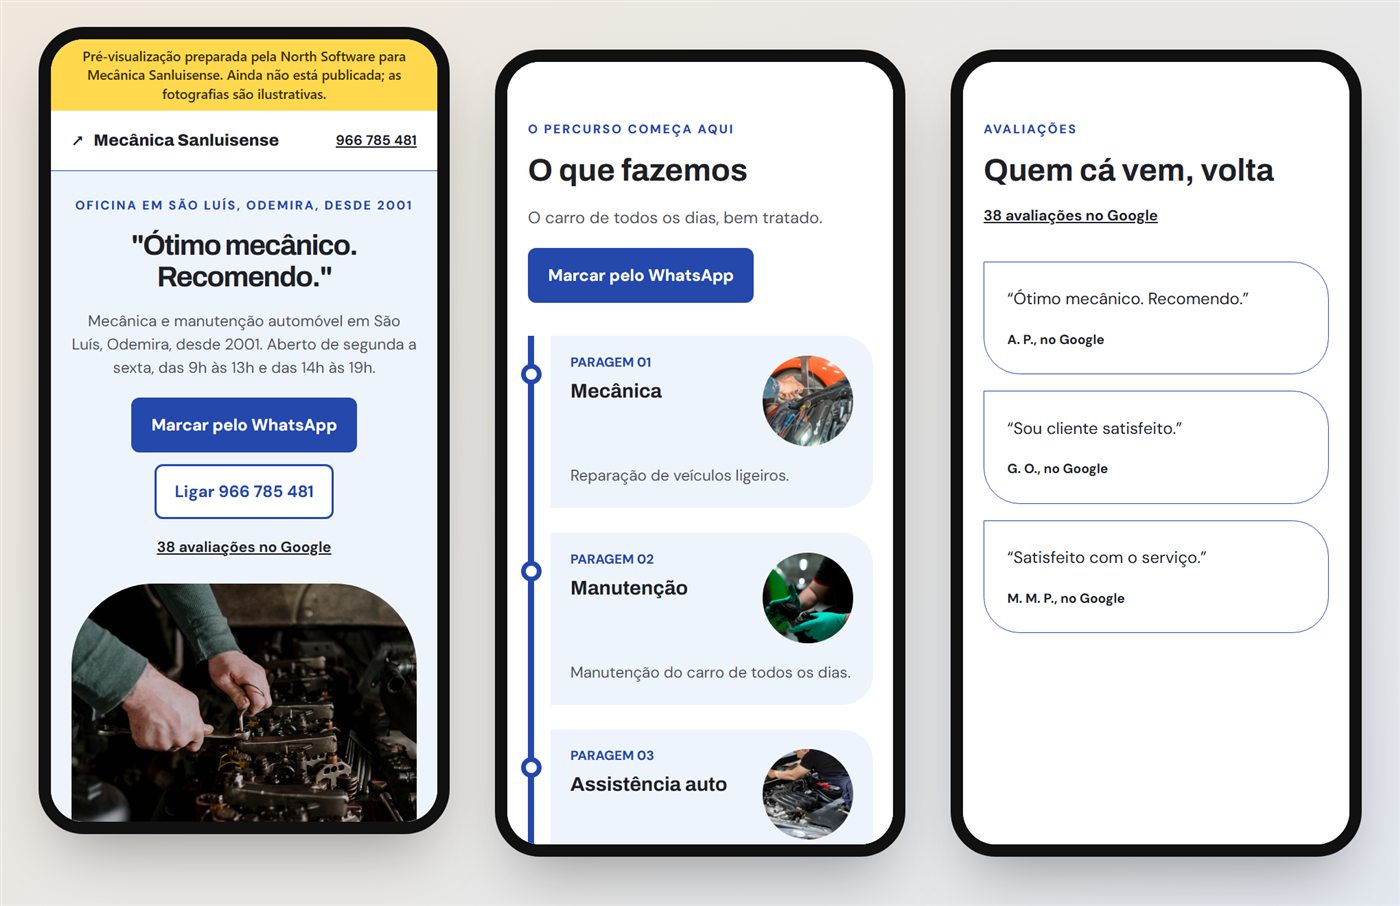 Pré-visualização preparada pela North Software para
Mecânica Sanluisense. Ainda não está publicada; as
fotografias são ilustrativas.
↗ Mecânica Sanluisense
966 785 481
OFICINA EM SÃO LUÍS, ODEMIRA, DESDE 2001
"Ótimo mecânico.
Recomendo."
Mecânica e manutenção automóvel em São
Luís, Odemira, desde 2001. Aberto de segunda a
sexta, das 9h às 13h e das 14h às 19h.
Marcar pelo WhatsApp
Ligar 966 785 481
38 avaliações no Google
O PERCURSO COMEÇA AQUI
O que fazemos
O carro de todos os dias, bem tratado.
Marcar pelo WhatsApp
PARAGEM 01
Mecânica
Reparação de veículos ligeiros.
PARAGEM 02
Manutenção
Manutenção do carro de todos os dias.
PARAGEM 03
Assistência auto
AVALIAÇÕES
Quem cá vem, volta
38 avaliações no Google
“Ótimo mecânico. Recomendo.”
A. P., no Google
“Sou cliente satisfeito.”
G. O., no Google
“Satisfeito com o serviço.”
M. M. P., no Google